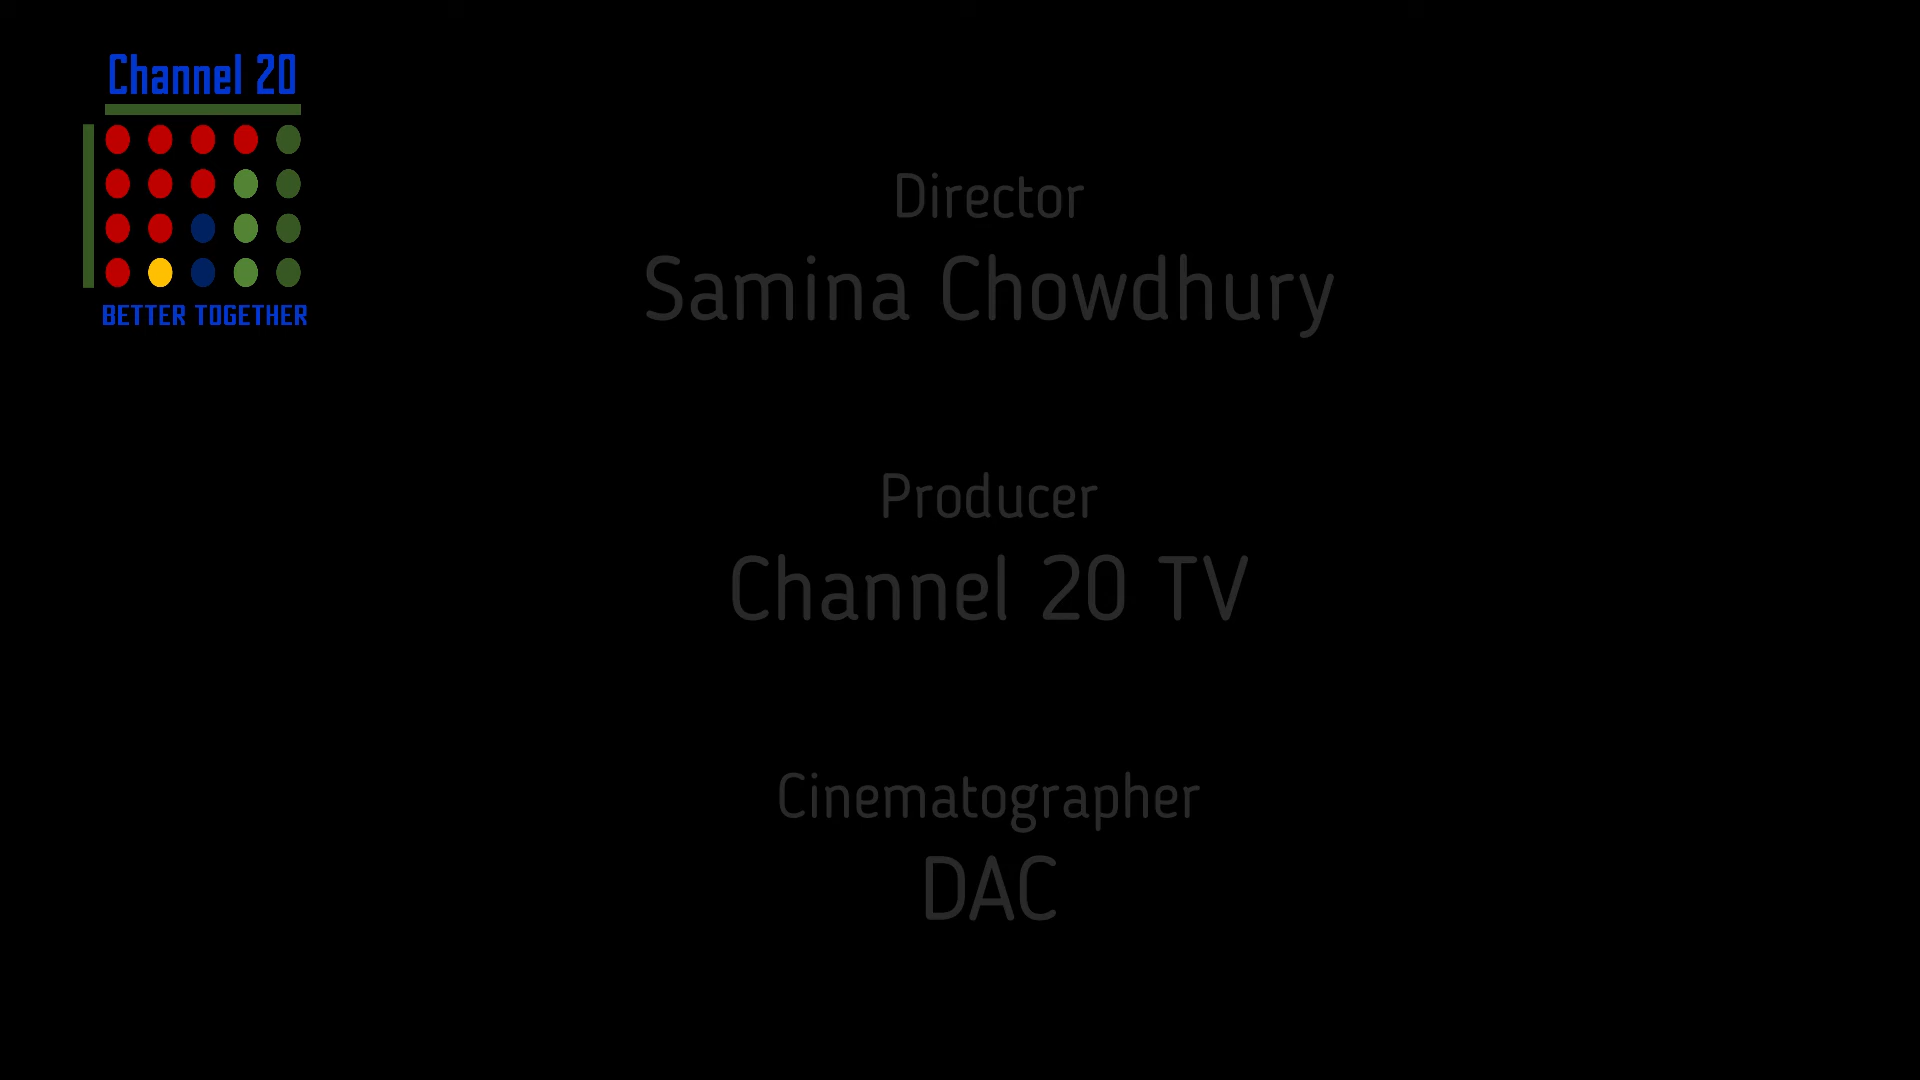 Channel 20
BETTER TOGETHER
Director
Samina Chowdhury
Producer
Channel 20 TV
Cinematographer
DAC